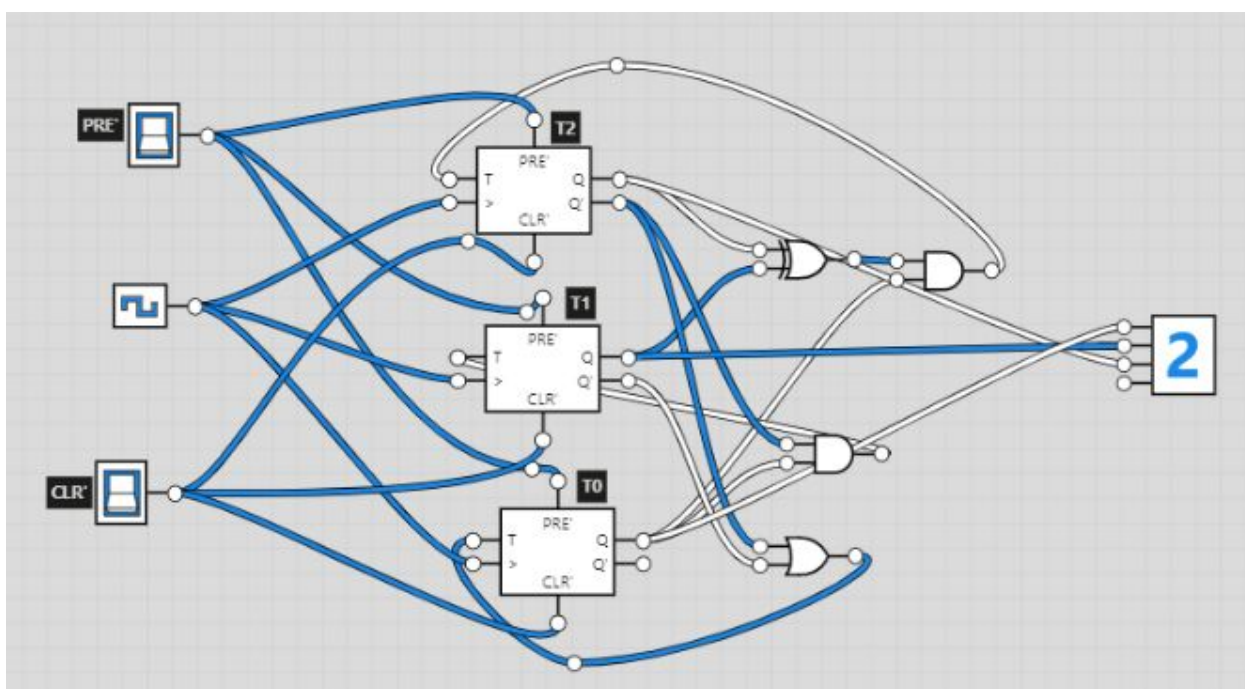 PRE'
T2
PRE'
T
Q
>
Q'
CLR'
T1
PRE'
T
Q
>
Q'
CLR'
2
CLR'
T0
PRE'
T
Q
>
Q'
CLR'